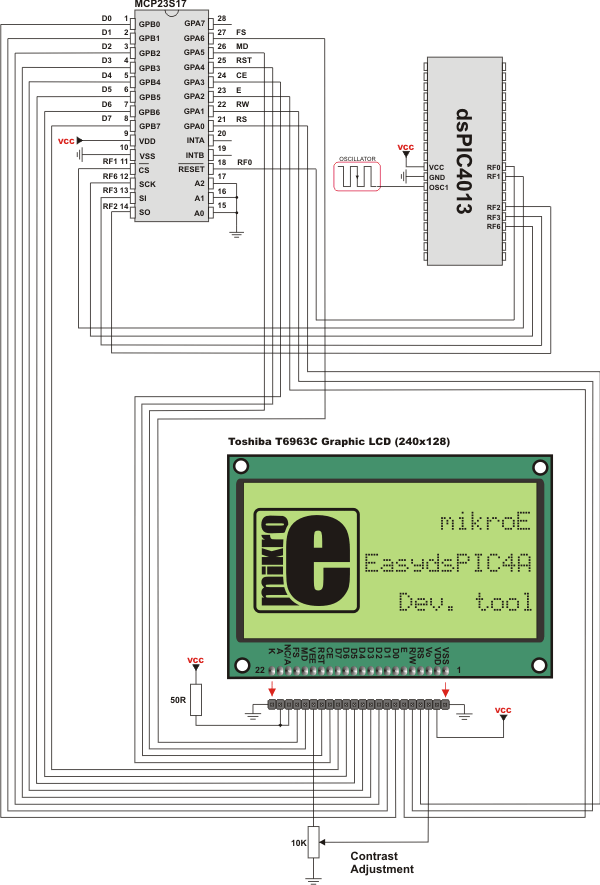 MCP23S17
D0 1 GPB0 GPA7 28
D1 2 GPB1 GPA6 27 FS
D2 3 GPB2 GPA5 26 MD
D3 4 GPB3 GPA4 25 RST
D4 5 GPB4 GPA3 24 CE
D5 6 GPB5 GPA2 23 E
D6 7 GPB6 GPA1 22 RW
D7 8 GPB7 GPA0 21 RS
VCC 9 VDD INTA 20
10 VSS INTB 19
RF1 11 CS RESET 18 RF0
RF6 12 SCK A2 17
RF3 13 SI A1 16
RF2 14 SO A0 15
OSCILLATOR
VCC
dsPIC4013
VCC
GND
OSC1
RF0
RF1
RF2
RF3
RF6
Toshiba T6963C Graphic LCD (240x128)
mikro e
mikroE
EasydsPIC4A
Dev. tool
K A NC/A FS MD VEE RST CE D7 D6 D5 D4 D3 D2 D1 D0 E R/W RS Vo VDD VSS
22 1
VCC
50R
VCC
10K
Contrast
Adjustment